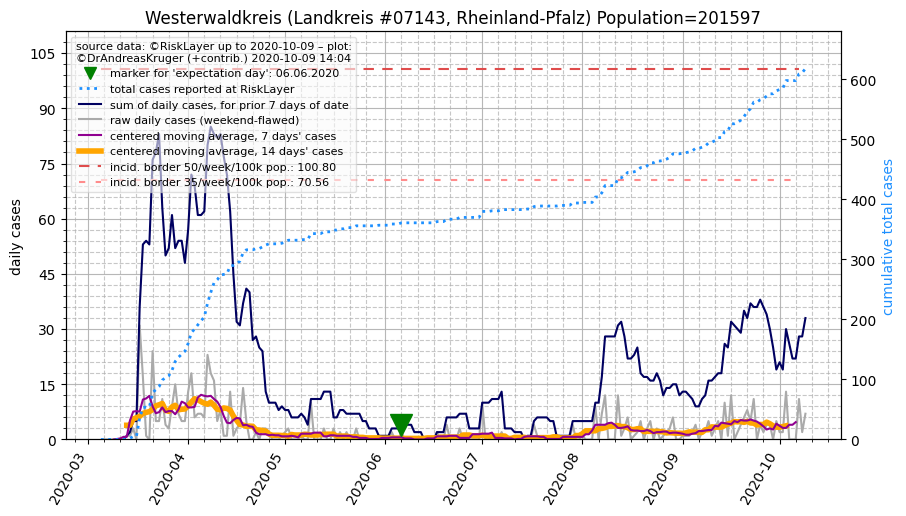 Westerwaldkreis (Landkreis #07143, Rheinland-Pfalz) Population=201597
source data: ©RiskLayer up to 2020-10-09 – plot:
©DrAndreasKruger (+contrib.) 2020-10-09 14:04
marker for 'expectation day': 06.06.2020
total cases reported at RiskLayer
sum of daily cases, for prior 7 days of date
raw daily cases (weekend-flawed)
centered moving average, 7 days' cases
centered moving average, 14 days' cases
incid. border 50/week/100k pop.: 100.80
incid. border 35/week/100k pop.: 70.56
daily cases
105
90
75
60
45
30
15
0
cumulative total cases
600
500
400
300
200
100
0
2020-03
2020-04
2020-05
2020-06
2020-07
2020-08
2020-09
2020-10